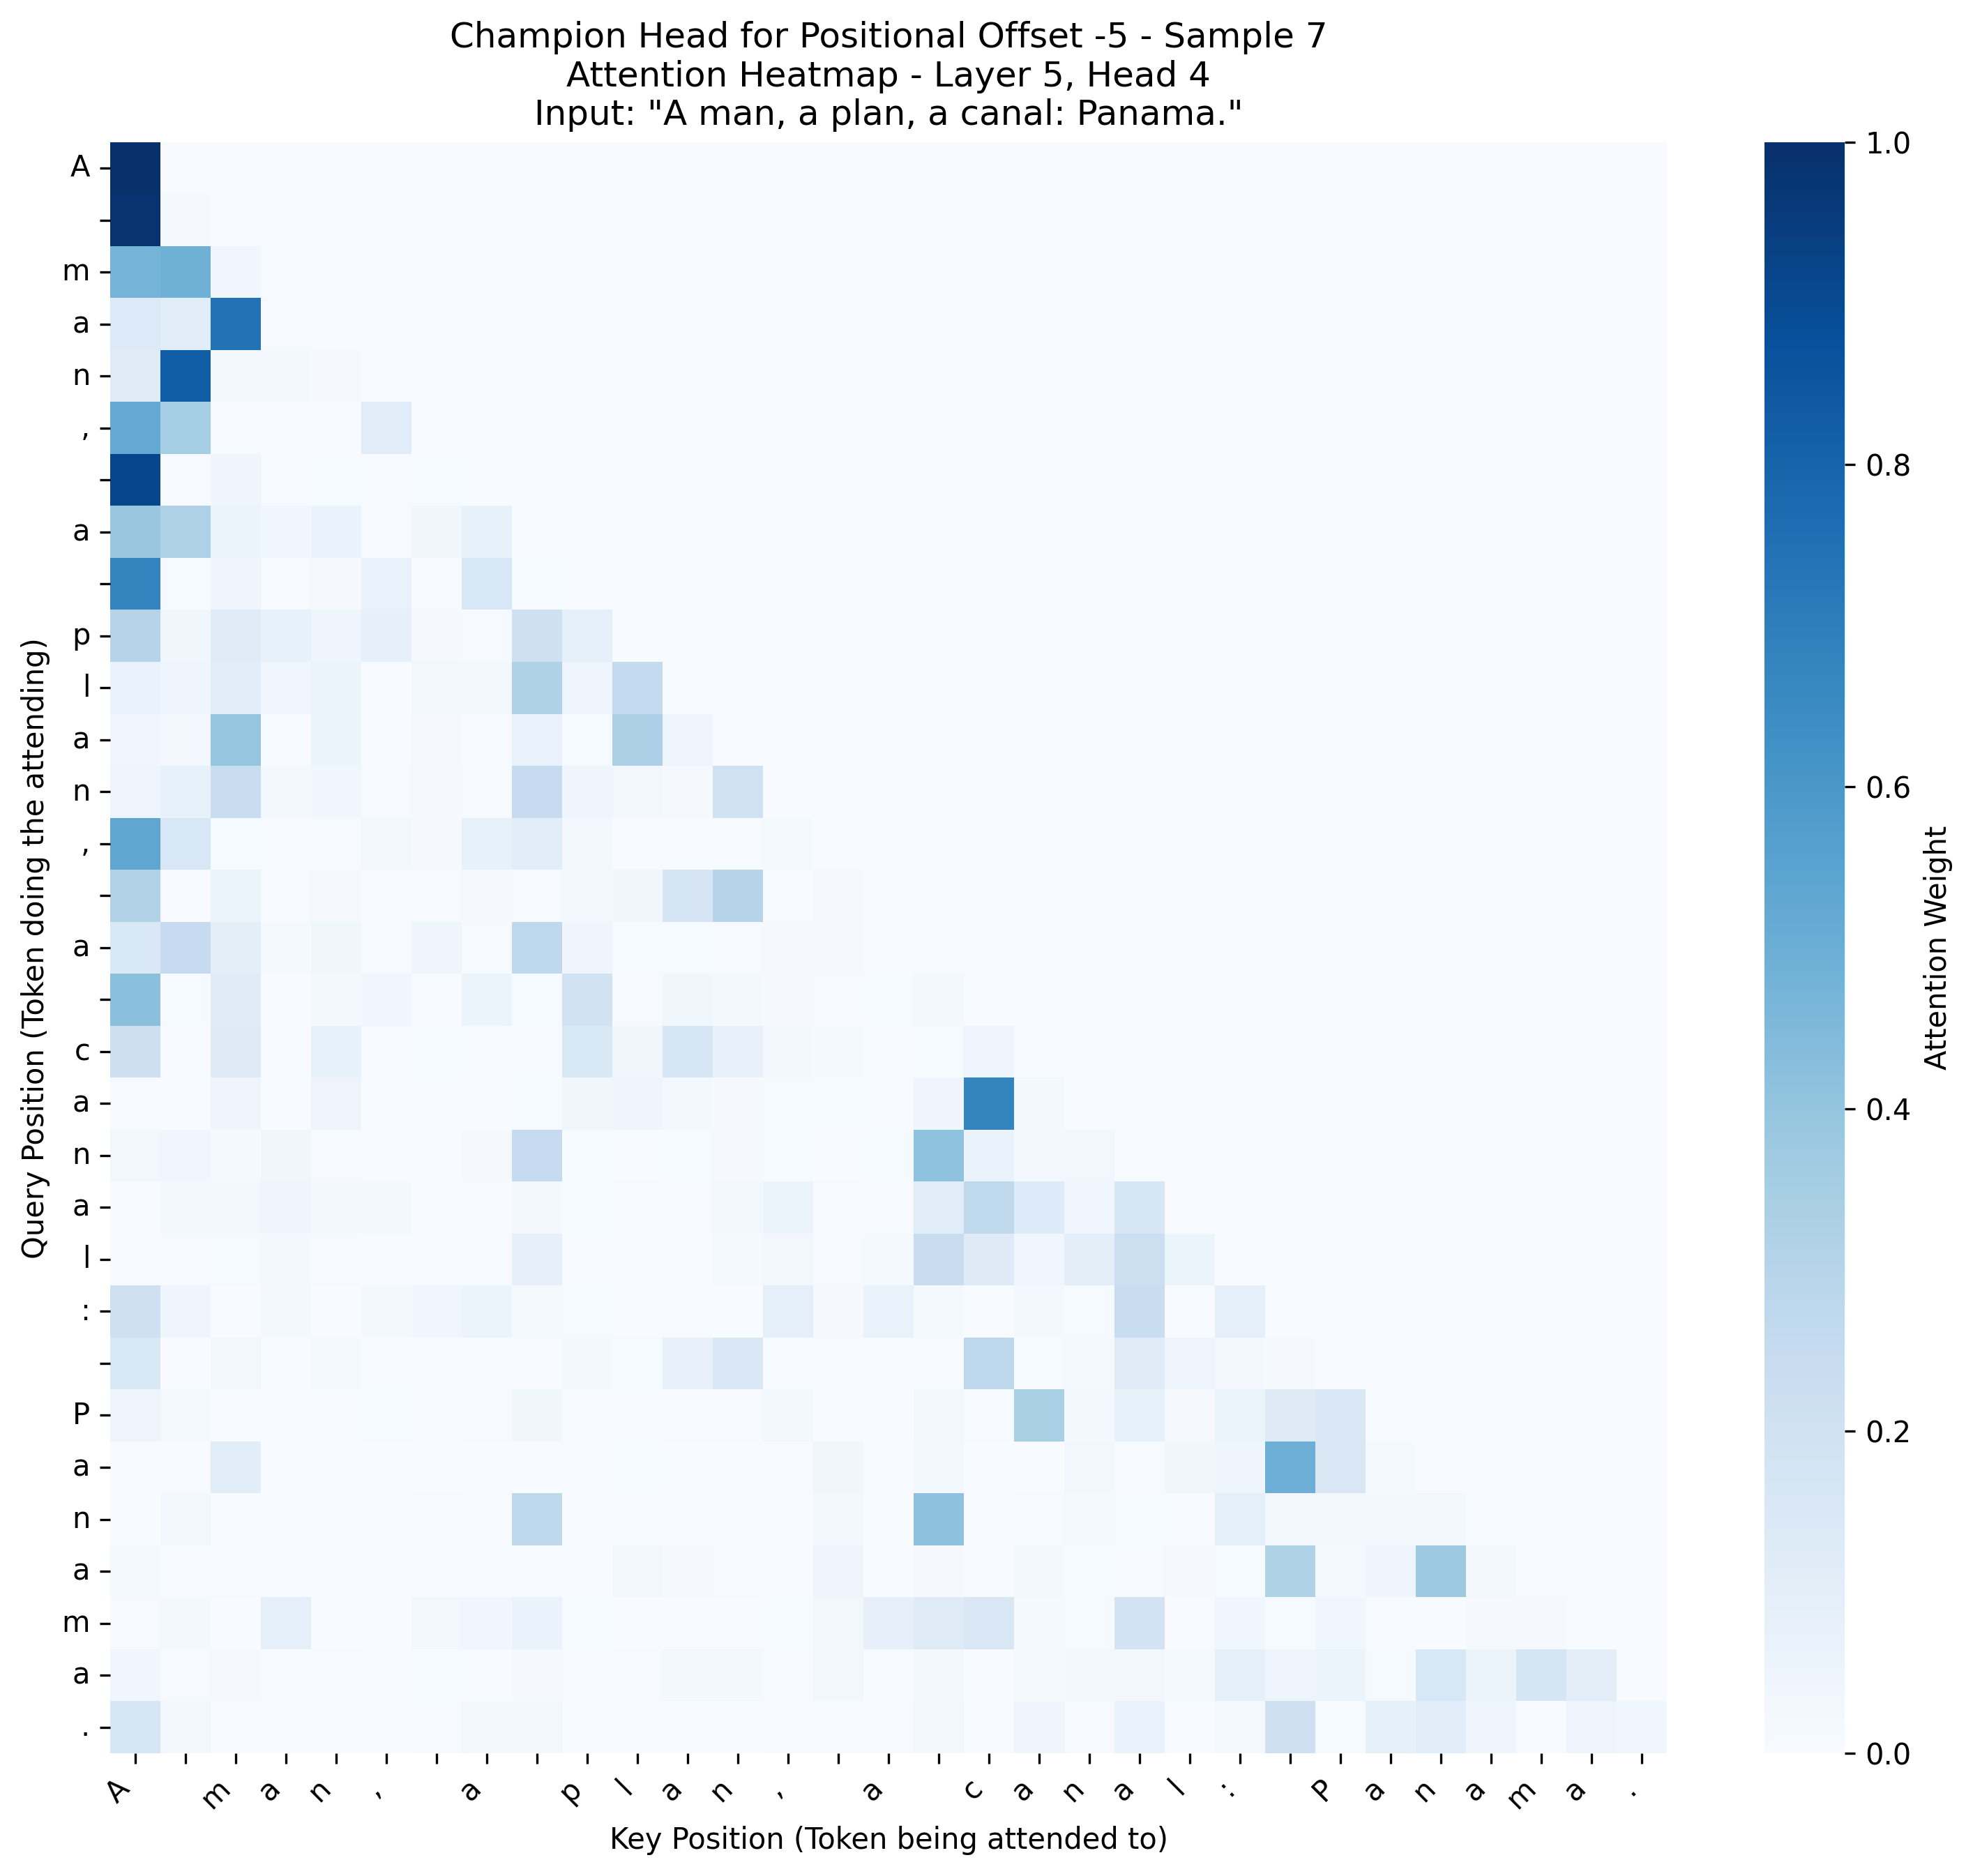 Champion Head for Positional Offset -5 - Sample 7
Attention Heatmap - Layer 5, Head 4
Input: "A man, a plan, a canal: Panama."
A
m
a
n
,
a
p
l
a
n
,
a
c
a
n
a
l
:
P
a
n
a
m
a
.
Query Position (Token doing the attending)
A m a n , a p l a n , a c a n a l : P a n a m a .
Key Position (Token being attended to)
1.0
0.8
0.6
0.4
0.2
0.0
Attention Weight